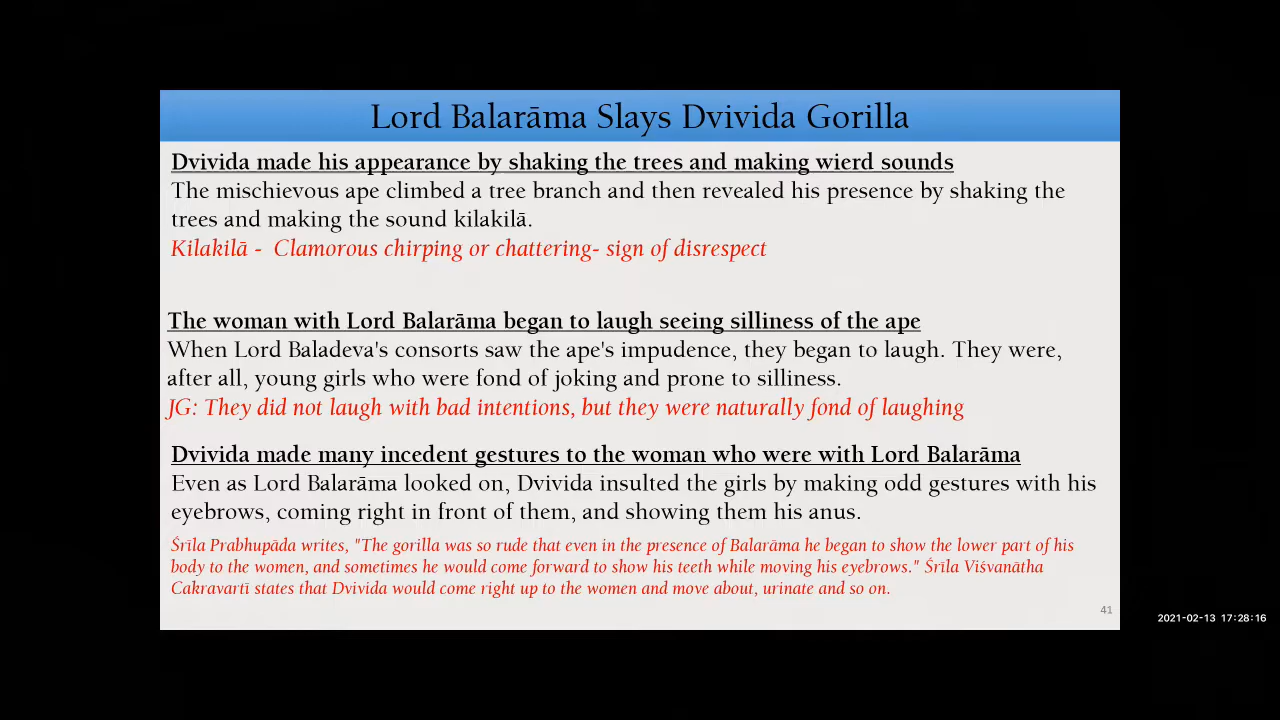 Lord Balarāma Slays Dvivida Gorilla
Dvivida made his appearance by shaking the trees and making wierd sounds
The mischievous ape climbed a tree branch and then revealed his presence by shaking the
trees and making the sound kilakilā.
Kilakilā - Clamorous chirping or chattering- sign of disrespect
The woman with Lord Balarāma began to laugh seeing silliness of the ape
When Lord Baladeva's consorts saw the ape's impudence, they began to laugh. They were,
after all, young girls who were fond of joking and prone to silliness.
JG: They did not laugh with bad intentions, but they were naturally fond of laughing
Dvivida made many incedent gestures to the woman who were with Lord Balarāma
Even as Lord Balarāma looked on, Dvivida insulted the girls by making odd gestures with his
eyebrows, coming right in front of them, and showing them his anus.
Śrīla Prabhupāda writes, "The gorilla was so rude that even in the presence of Balarāma he began to show the lower part of his
body to the women, and sometimes he would come forward to show his teeth while moving his eyebrows." Śrīla Viśvanātha
Cakravartī states that Dvivida would come right up to the women and move about, urinate and so on.
41
2021-02-13 17:28:16